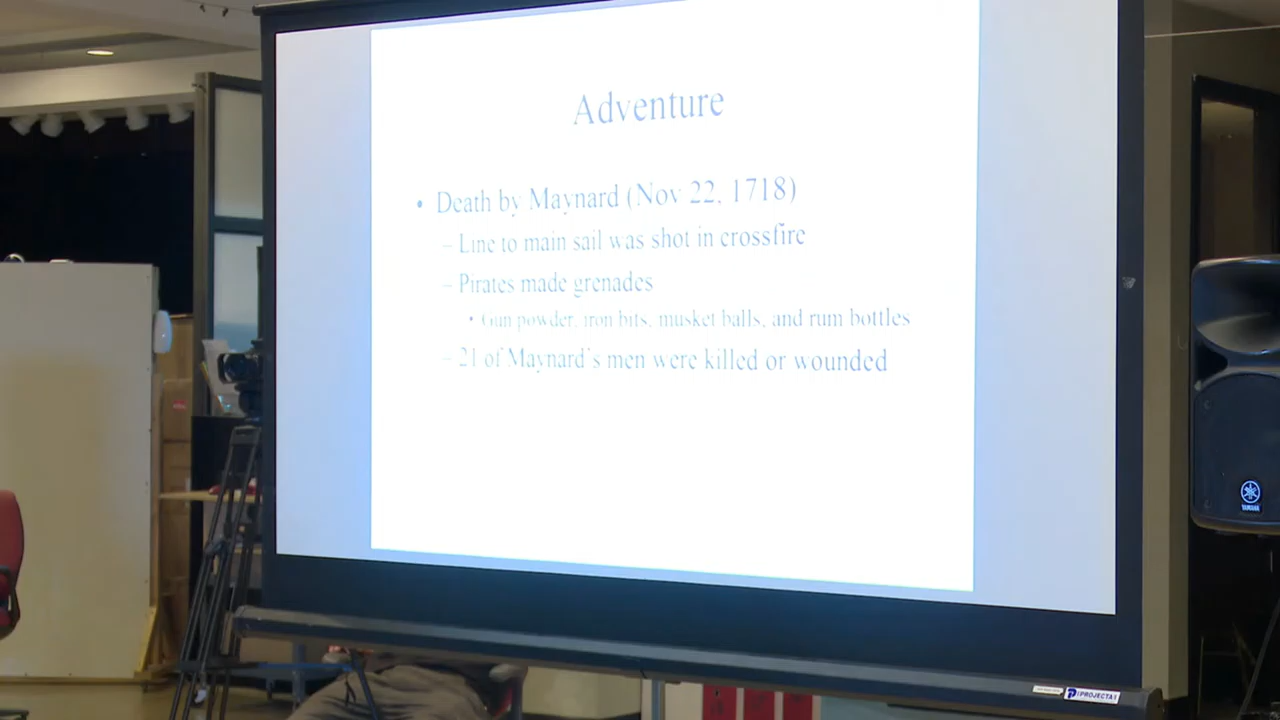 Adventure
• Death by Maynard (Nov 22, 1718)
– Line to main sail was shot in crossfire
– Pirates made grenades
• Gun powder, iron bits, musket balls, and rum bottles
– 21 of Maynard's men were killed or wounded
YAMAHA
PROJECTA